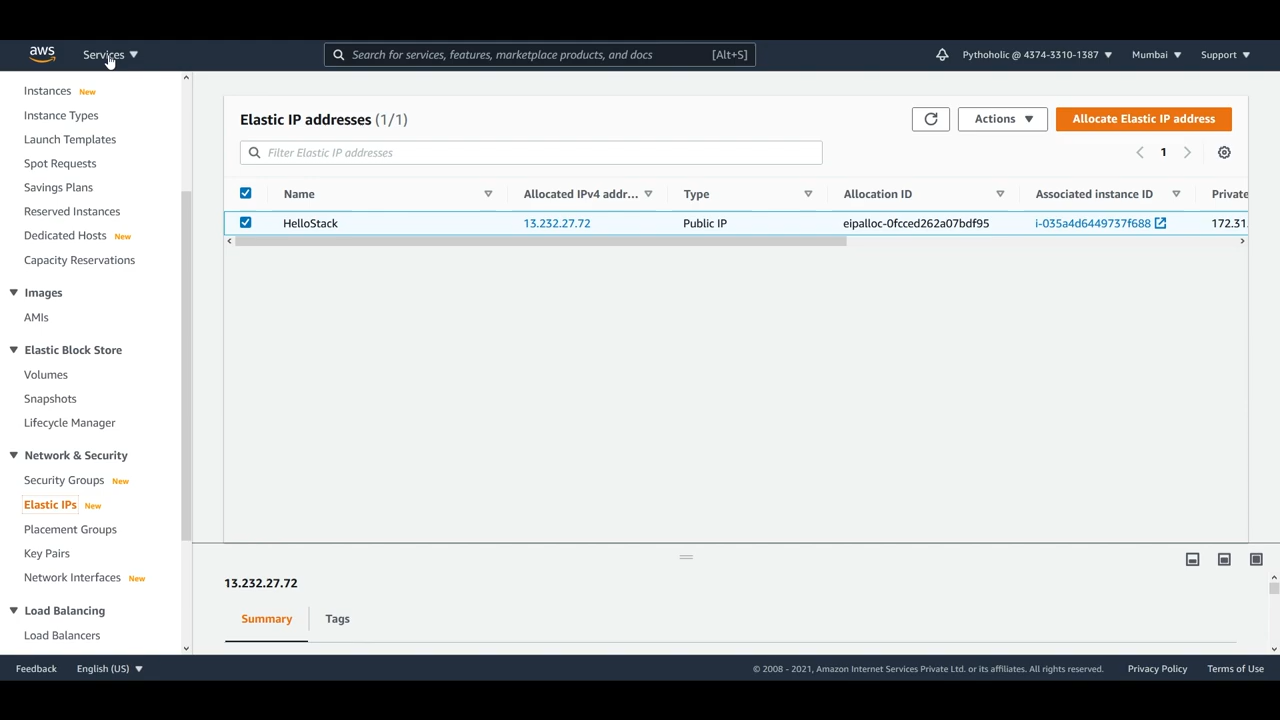 aws
Services
Search for services, features, marketplace products, and docs
[Alt+S]
Pythoholic @ 4374-3310-1387
Mumbai
Support
Instances New
Instance Types
Launch Templates
Spot Requests
Savings Plans
Reserved Instances
Dedicated Hosts New
Capacity Reservations
Images
AMIs
Elastic Block Store
Volumes
Snapshots
Lifecycle Manager
Network & Security
Security Groups New
Elastic IPs New
Placement Groups
Key Pairs
Network Interfaces New
Load Balancing
Load Balancers
Elastic IP addresses (1/1)
Actions
Allocate Elastic IP address
Filter Elastic IP addresses
1
Name
Allocated IPv4 addr...
Type
Allocation ID
Associated instance ID
Private
HelloStack
13.232.27.72
Public IP
eipalloc-0fcced262a07bdf95
i-035a4d6449737f688
172.31.
13.232.27.72
Summary
Tags
Feedback
English (US)
© 2008 - 2021, Amazon Internet Services Private Ltd. or its affiliates. All rights reserved.
Privacy Policy
Terms of Use